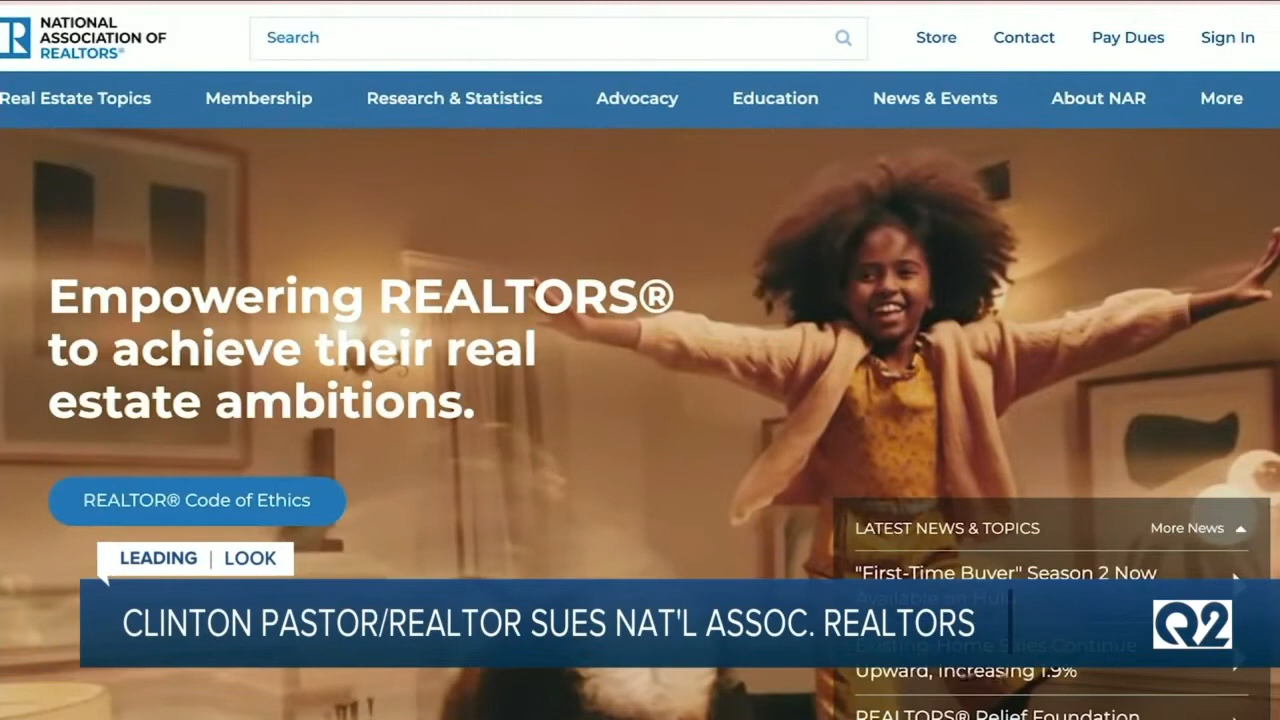 NATIONAL
ASSOCIATION OF
REALTORS®
Search
Store Contact Pay Dues Sign In
Real Estate Topics Membership Research & Statistics Advocacy Education News & Events About NAR More
Empowering REALTORS®
to achieve their real
estate ambitions.
REALTOR® Code of Ethics
LATEST NEWS & TOPICS More News
"First-Time Buyer" Season 2 Now
Available on Hulu
Existing-Home Sales Continue
Upward, Increasing 1.9%
REALTORS® Relief Foundation
LEADING | LOOK
CLINTON PASTOR/REALTOR SUES NAT'L ASSOC. REALTORS
Q2